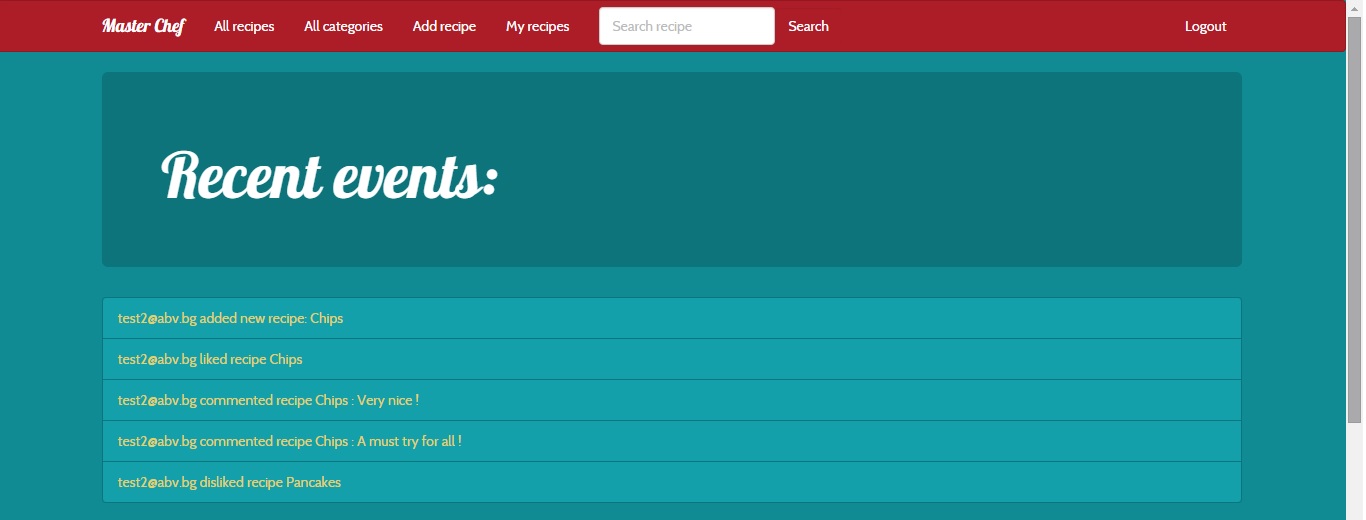 Master Chef All recipes All categories Add recipe My recipes Search recipe Search Logout
Recent events:
test2@abv.bg added new recipe: Chips
test2@abv.bg liked recipe Chips
test2@abv.bg commented recipe Chips : Very nice !
test2@abv.bg commented recipe Chips : A must try for all !
test2@abv.bg disliked recipe Pancakes